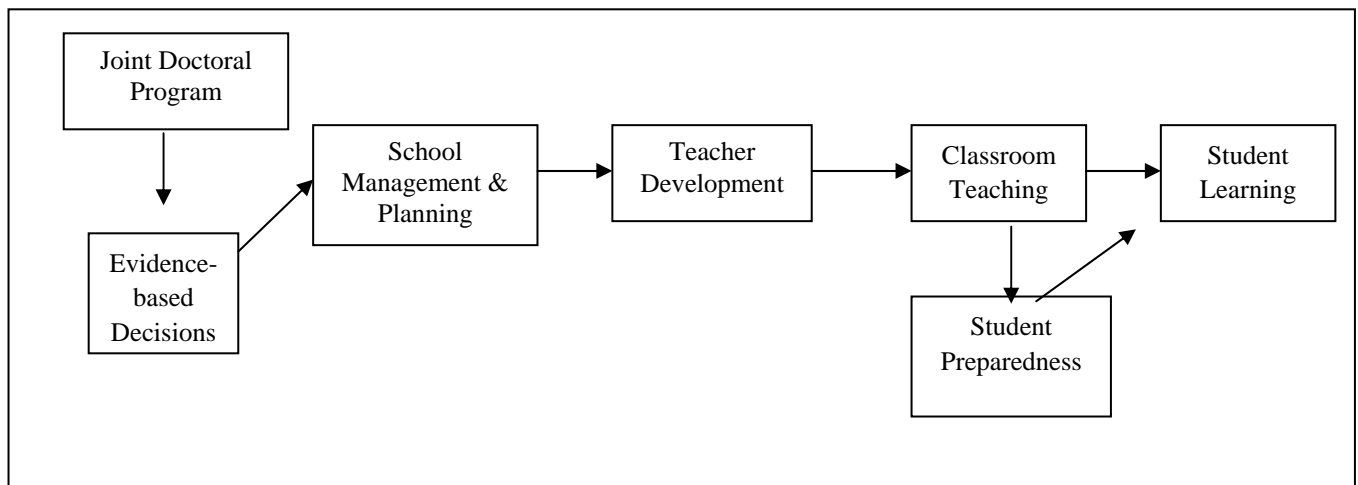 Joint Doctoral
Program
Evidence-
based
Decisions
School
Management &
Planning
Teacher
Development
Classroom
Teaching
Student
Learning
Student
Preparedness